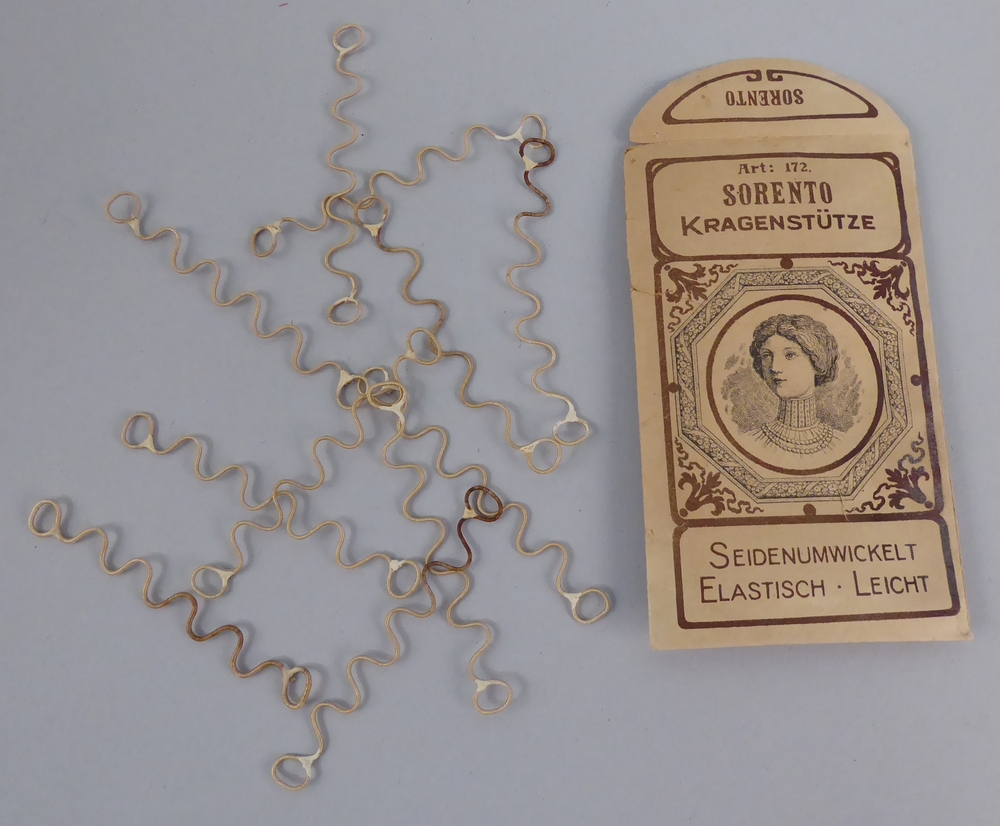 SORENTO
Art: 172.
SORENTO
KRAGENSTÜTZE
SEIDENUMWICKELT
ELASTISCH · LEICHT